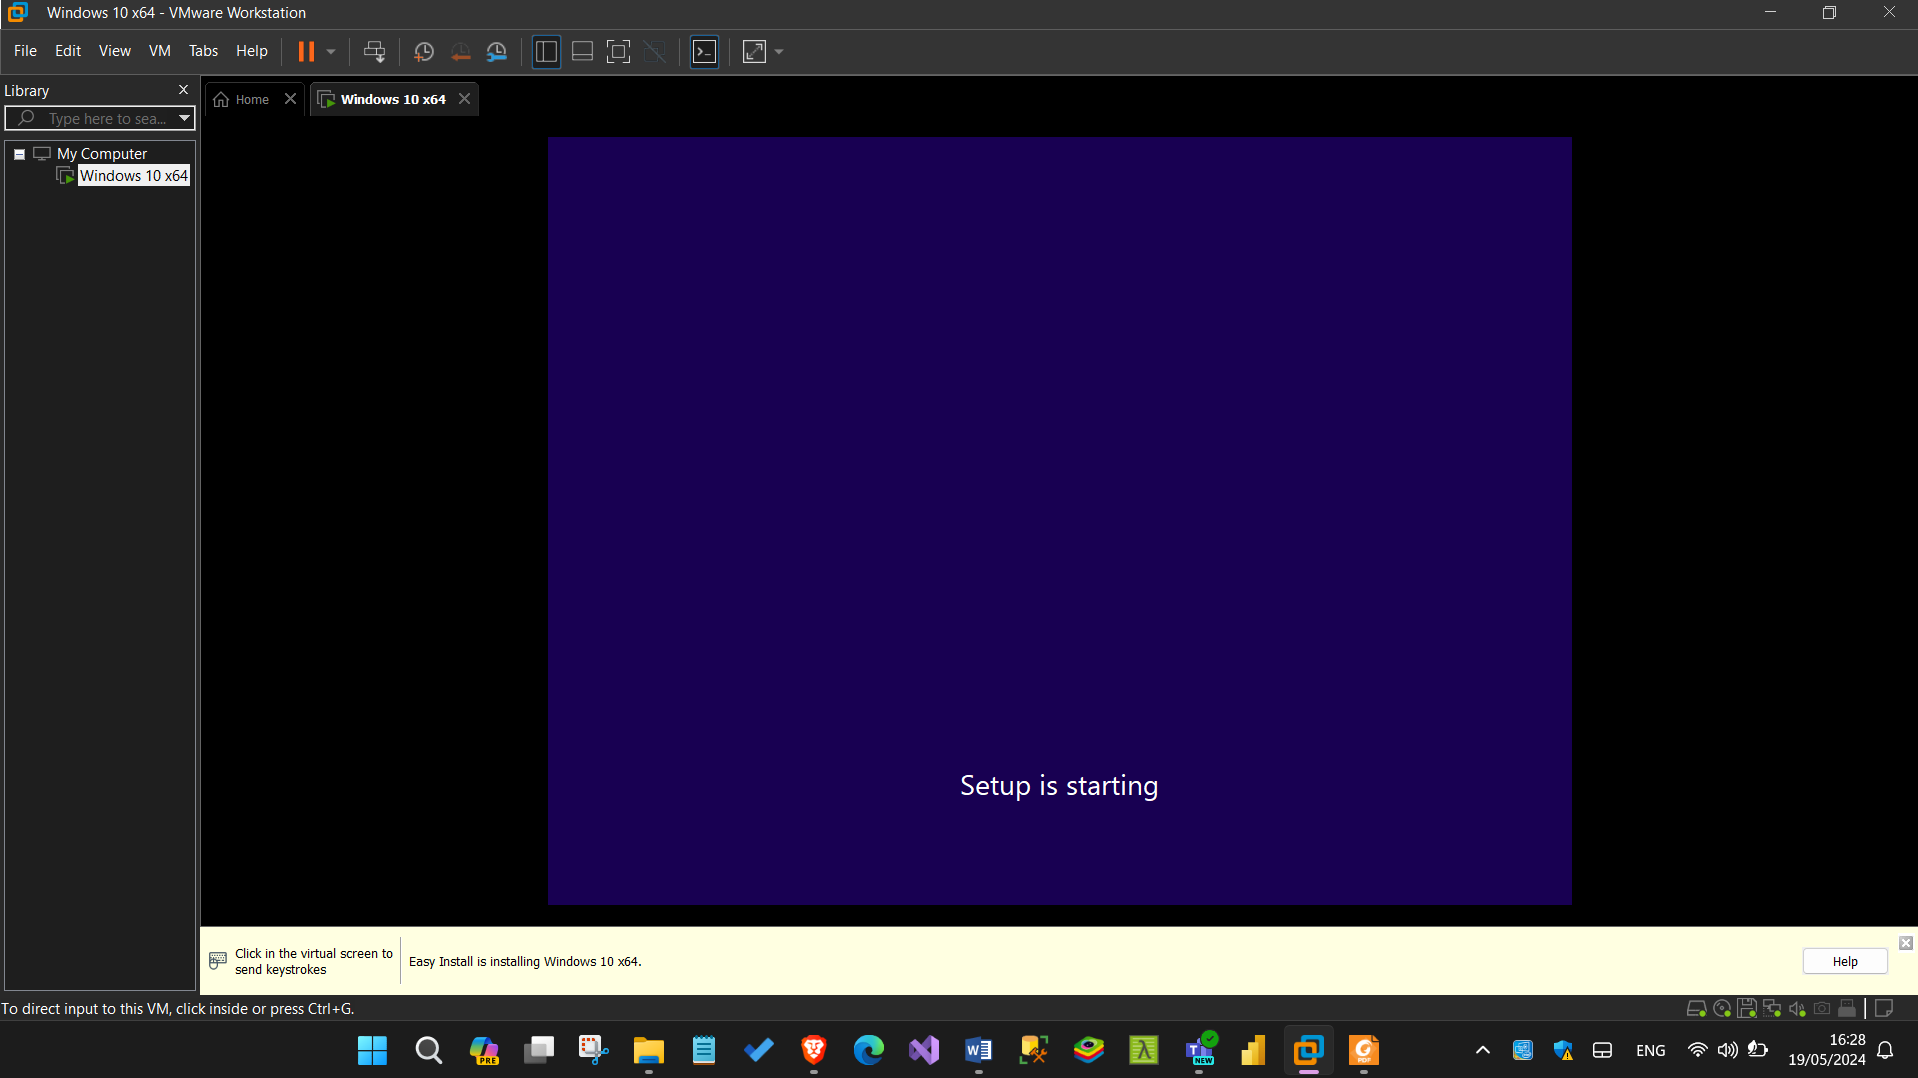 Windows 10 x64 - VMware Workstation
File Edit View VM Tabs Help
Library
Home Windows 10 x64
Type here to sea...
My Computer
Windows 10 x64
Setup is starting
Click in the virtual screen to
send keystrokes
Easy Install is installing Windows 10 x64.
Help
To direct input to this VM, click inside or press Ctrl+G.
PRE
NEW
PDF
ENG
16:28
19/05/2024